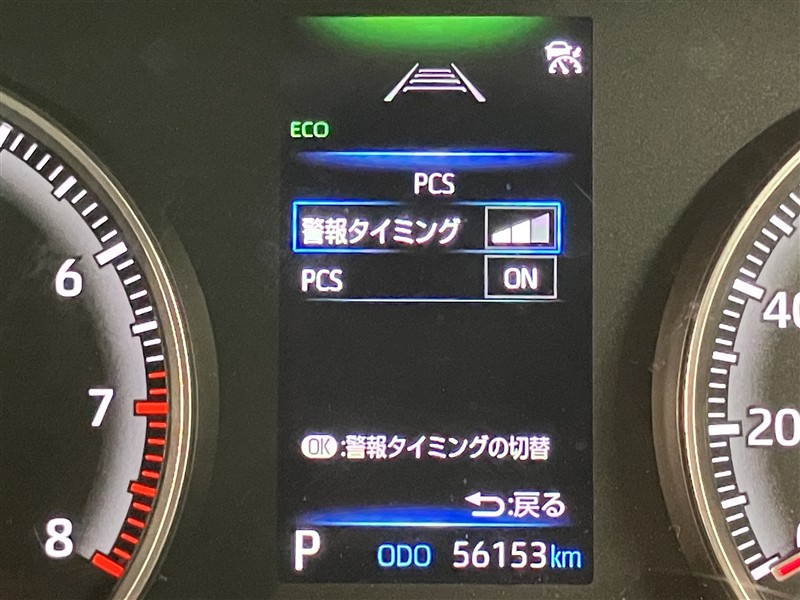 ECO
PCS
警報タイミング
PCS ON
OK:警報タイミングの切替
:戻る
P ODO 56153km
6
7
8
40
20
0